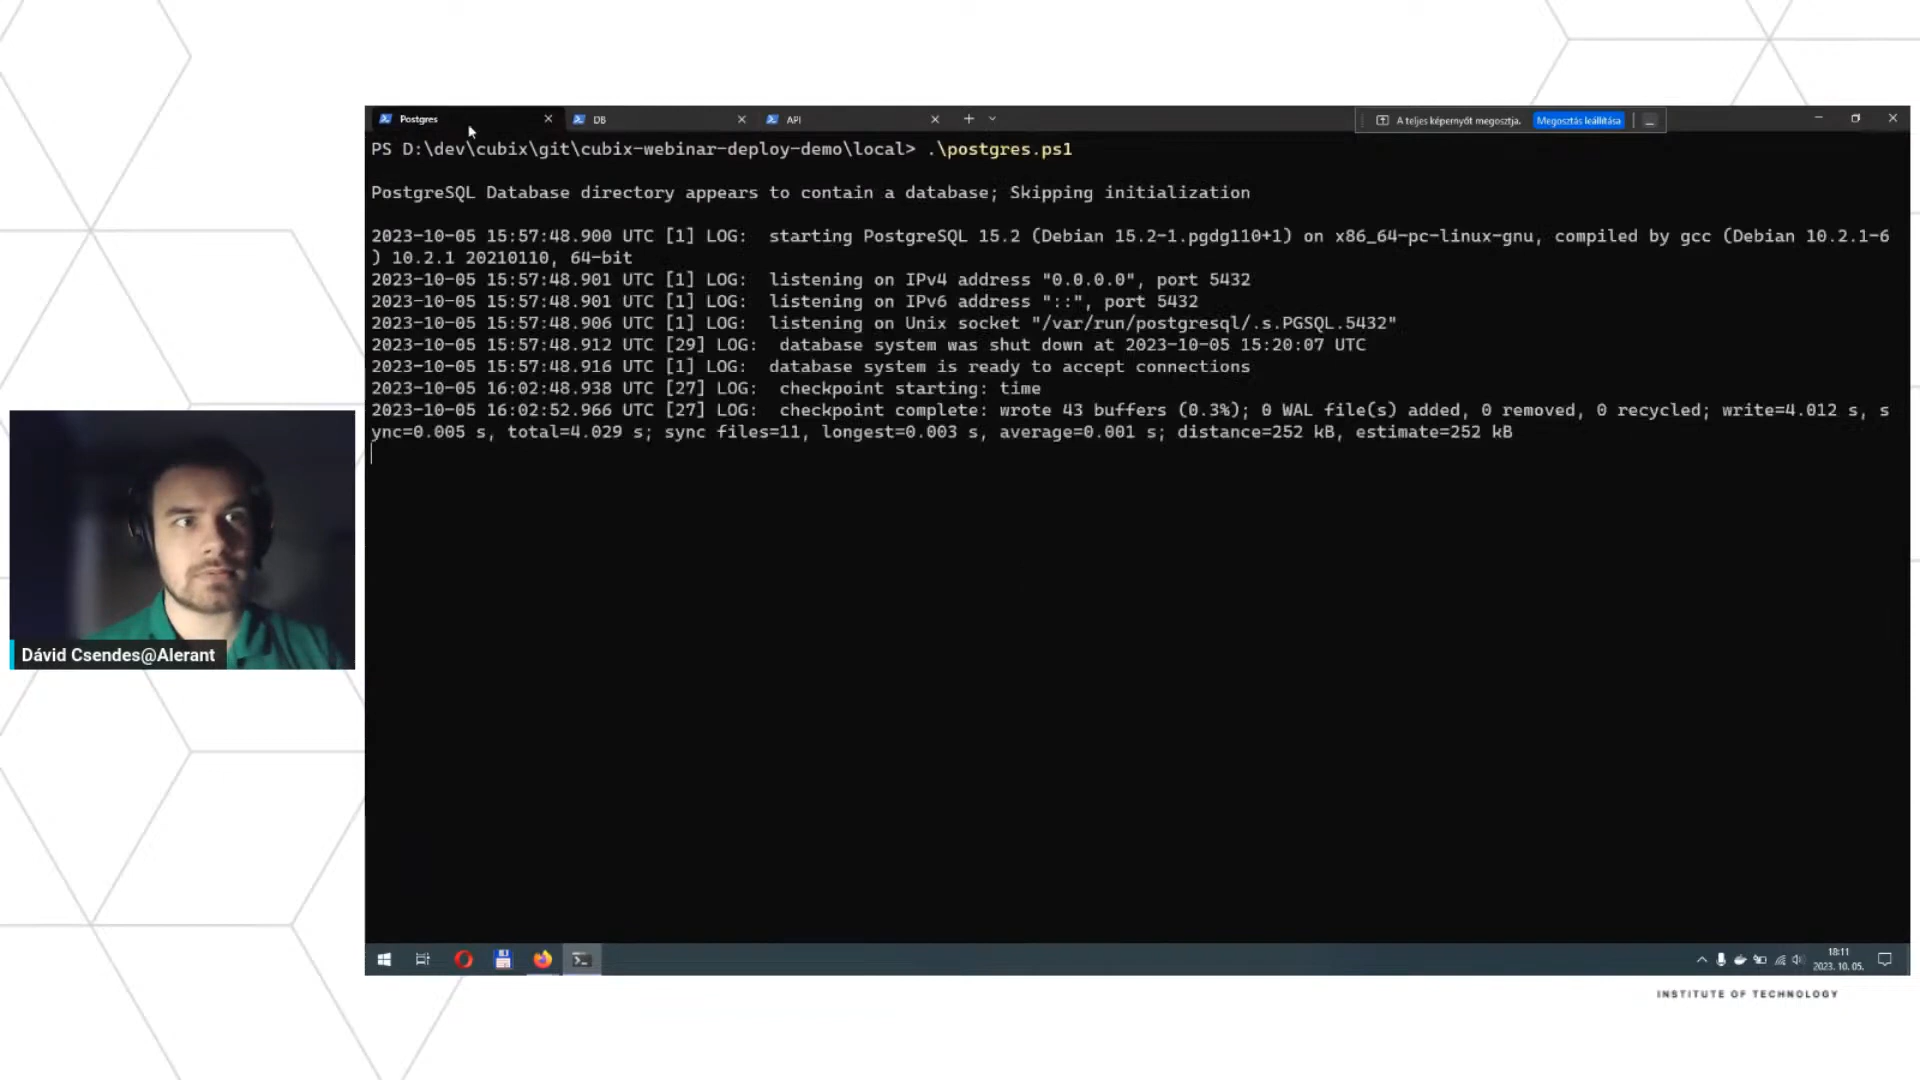 Postgres
DB
API
A teljes képernyőt megosztja.
Megosztás leállítása
PS D:\dev\cubix\git\cubix-webinar-deploy-demo\local> .\postgres.ps1
PostgreSQL Database directory appears to contain a database; Skipping initialization
2023-10-05 15:57:48.900 UTC [1] LOG:  starting PostgreSQL 15.2 (Debian 15.2-1.pgdg110+1) on x86_64-pc-linux-gnu, compiled by gcc (Debian 10.2.1-6
) 10.2.1 20210110, 64-bit
2023-10-05 15:57:48.901 UTC [1] LOG:  listening on IPv4 address "0.0.0.0", port 5432
2023-10-05 15:57:48.901 UTC [1] LOG:  listening on IPv6 address "::", port 5432
2023-10-05 15:57:48.906 UTC [1] LOG:  listening on Unix socket "/var/run/postgresql/.s.PGSQL.5432"
2023-10-05 15:57:48.912 UTC [29] LOG:  database system was shut down at 2023-10-05 15:20:07 UTC
2023-10-05 15:57:48.916 UTC [1] LOG:  database system is ready to accept connections
2023-10-05 16:02:48.938 UTC [27] LOG:  checkpoint starting: time
2023-10-05 16:02:52.966 UTC [27] LOG:  checkpoint complete: wrote 43 buffers (0.3%); 0 WAL file(s) added, 0 removed, 0 recycled; write=4.012 s, s
ync=0.005 s, total=4.029 s; sync files=11, longest=0.003 s, average=0.001 s; distance=252 kB, estimate=252 kB
Dávid Csendes@Alerant
18:11
2023. 10. 05.
INSTITUTE OF TECHNOLOGY